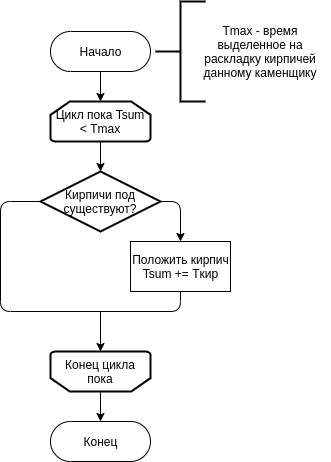 Начало
Tmax - время
выделенное на
раскладку кирпичей
данному каменщику
Цикл пока Tsum
< Tmax
Кирпичи под
существуют?
Положить кирпич
Tsum += Tкир
Конец цикла
пока
Конец